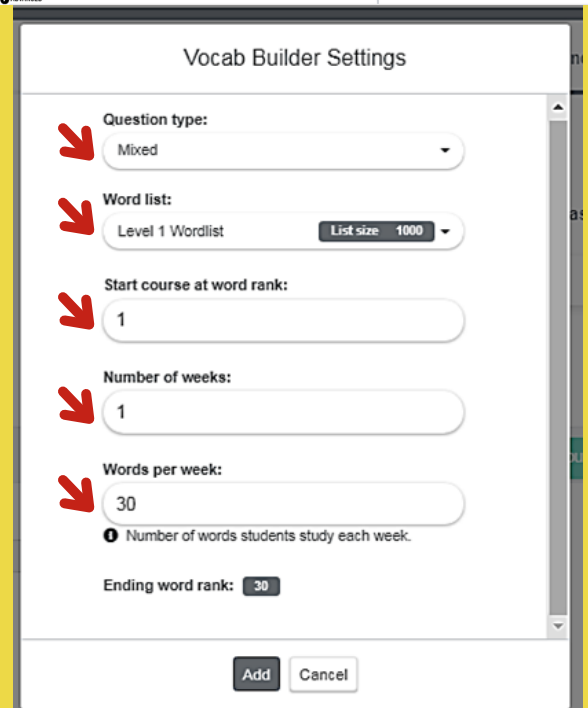 Vocab Builder Settings
Question type:
Mixed
Word list:
Level 1 Wordlist List size 1000
Start course at word rank:
1
Number of weeks:
1
Words per week:
30
Number of words students study each week.
Ending word rank: 30
Add Cancel